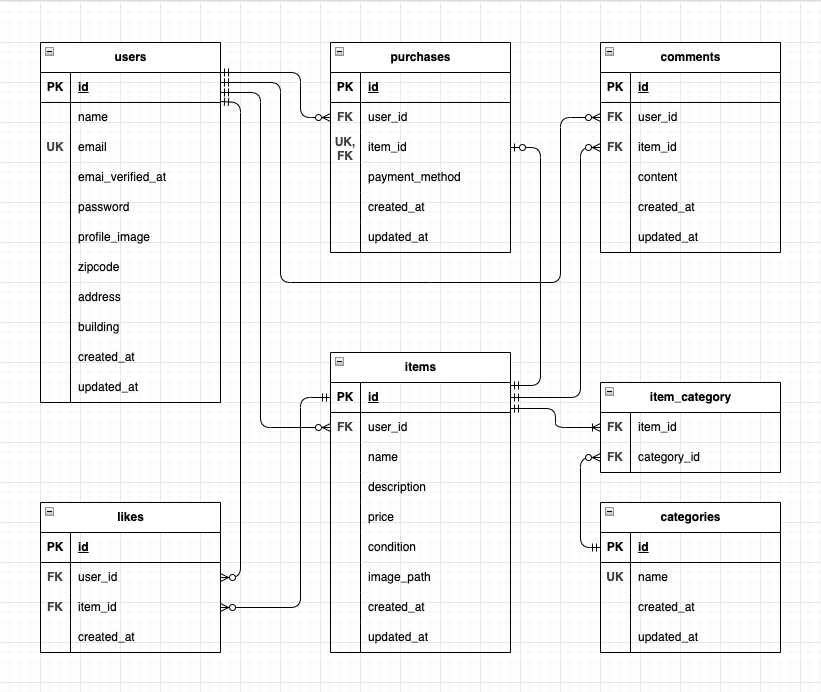 users
PK id
name
UK email
emai_verified_at
password
profile_image
zipcode
address
building
created_at
updated_at
purchases
PK id
FK user_id
UK, FK item_id
payment_method
created_at
updated_at
comments
PK id
FK user_id
FK item_id
content
created_at
updated_at
items
PK id
FK user_id
name
description
price
condition
image_path
created_at
updated_at
item_category
FK item_id
FK category_id
likes
PK id
FK user_id
FK item_id
created_at
categories
PK id
UK name
created_at
updated_at